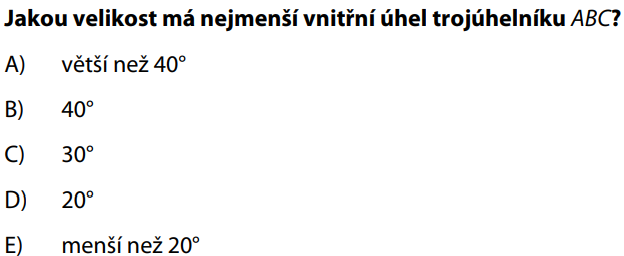 Jakou velikost má nejmenší vnitřní úhel trojúhelníku ABC?
A) větší než 40°
B) 40°
C) 30°
D) 20°
E) menší než 20°